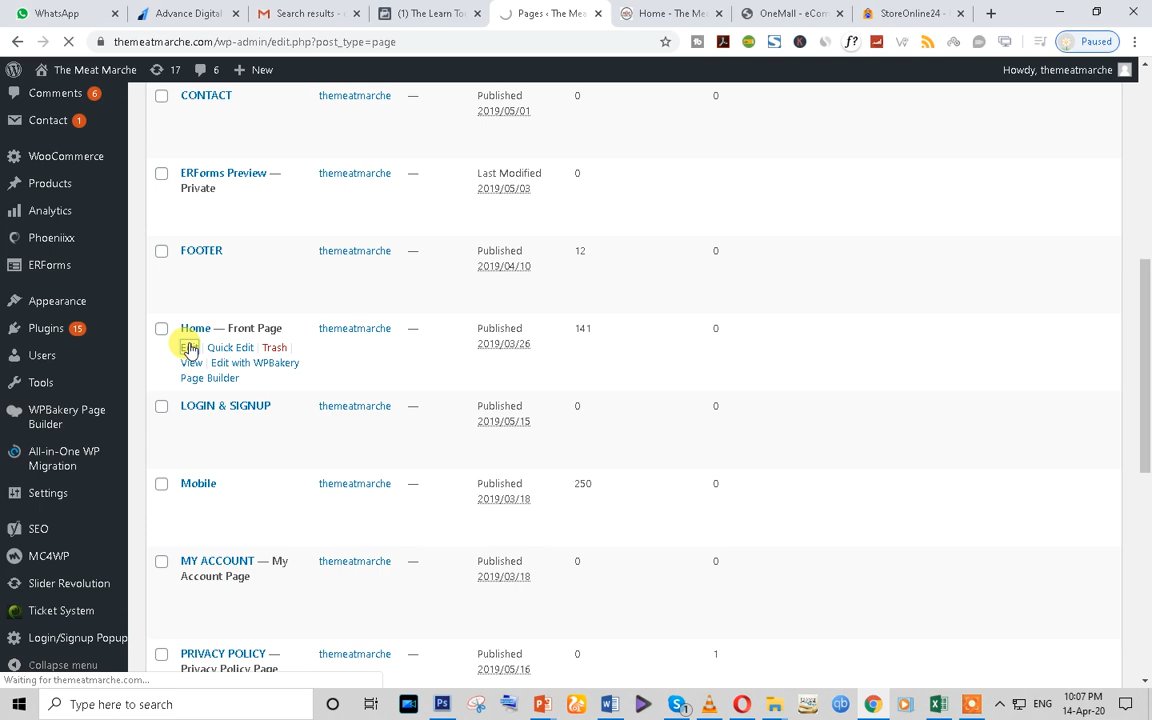 WhatsApp
Advance Digital
Search results -
(1) The Learn To
Pages ‹ The Mea
Home - The Me
OneMall - eCom
StoreOnline24 -
themeatmarche.com/wp-admin/edit.php?post_type=page
Paused
The Meat Marche
17
6
New
Howdy, themeatmarche
Comments 6
Contact 1
WooCommerce
Products
Analytics
Phoeniixx
ERForms
Appearance
Plugins 15
Users
Tools
WPBakery Page
Builder
All-in-One WP
Migration
Settings
SEO
MC4WP
Slider Revolution
Ticket System
Login/Signup Popup
Collapse menu
CONTACT
themeatmarche
—
Published
2019/05/01
0
0
ERForms Preview —
Private
themeatmarche
—
Last Modified
2019/05/03
0
FOOTER
themeatmarche
—
Published
2019/04/10
12
0
Home — Front Page
Edit | Quick Edit | Trash |
View | Edit with WPBakery
Page Builder
themeatmarche
—
Published
2019/03/26
141
0
LOGIN & SIGNUP
themeatmarche
—
Published
2019/05/15
0
0
Mobile
themeatmarche
—
Published
2019/03/18
250
0
MY ACCOUNT — My
Account Page
themeatmarche
—
Published
2019/03/18
0
0
PRIVACY POLICY —
Privacy Policy Page
themeatmarche
—
Published
2019/05/16
0
1
Waiting for themeatmarche.com...
Type here to search
ENG
10:07 PM
14-Apr-20